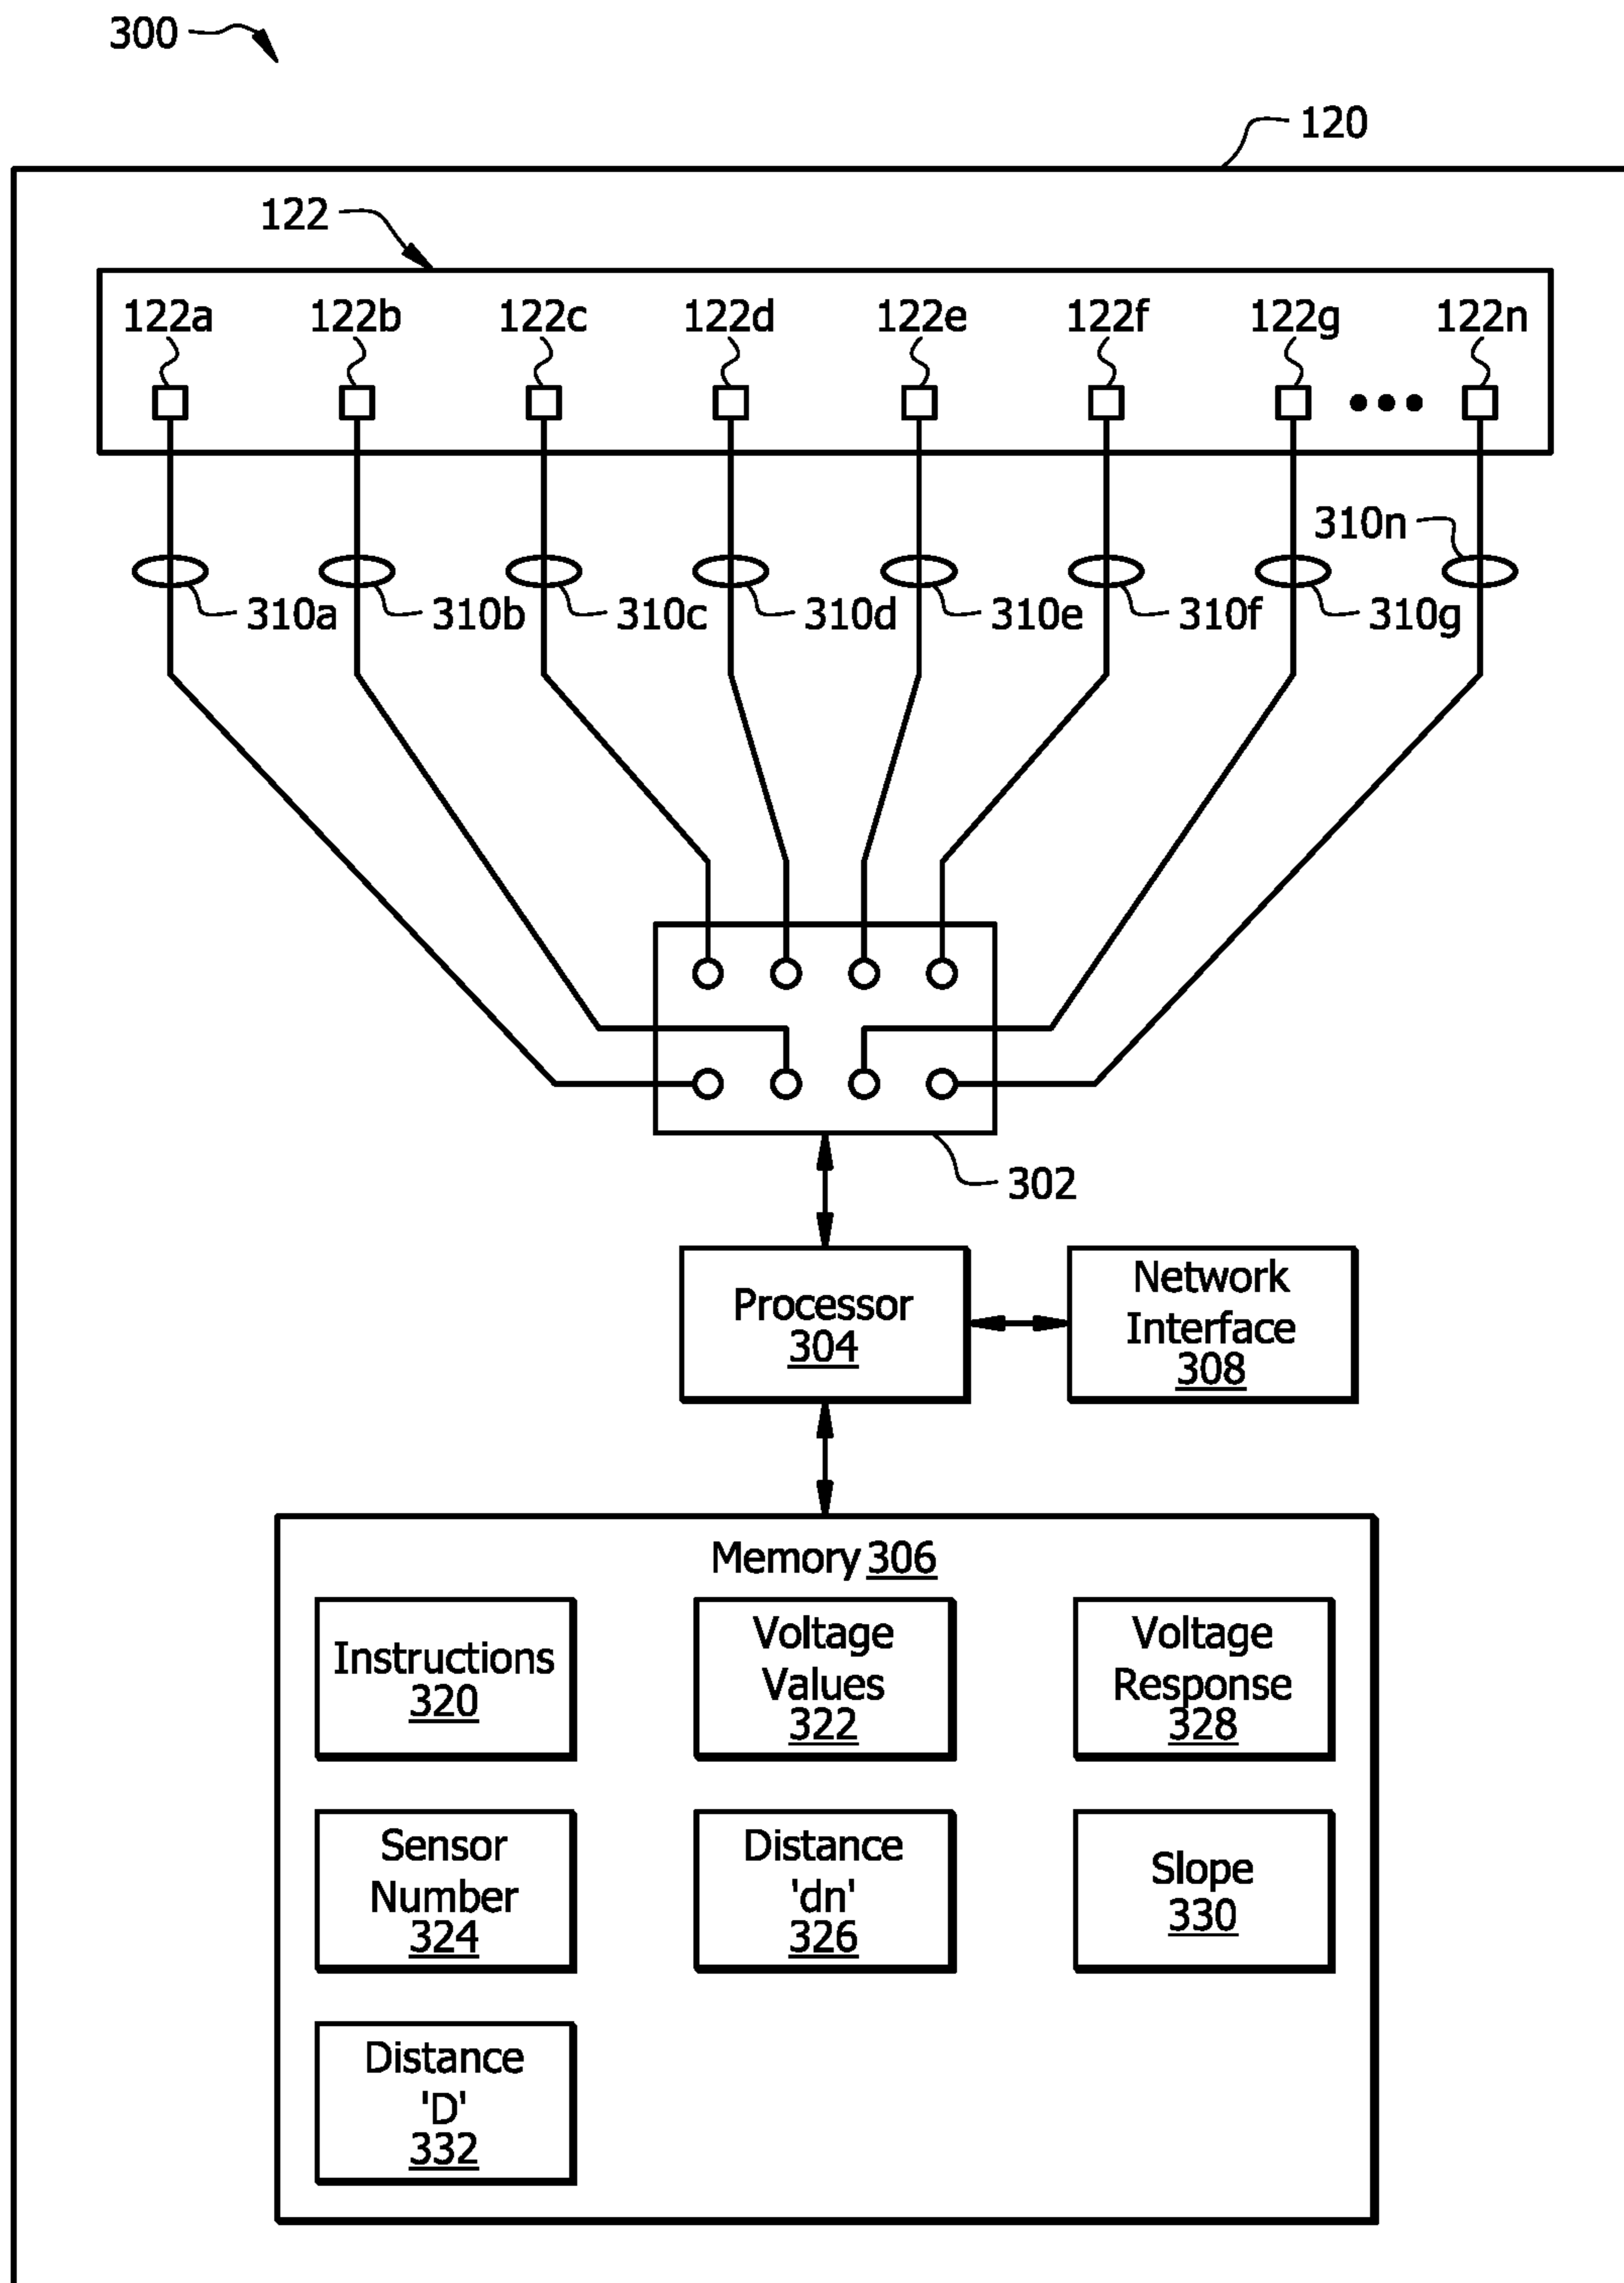 300
120
122
122a 122b 122c 122d 122e 122f 122g 122n
310n
310a 310b 310c 310d 310e 310f 310g
302
Processor
304
Network
Interface
308
Memory 306
Instructions
320
Voltage
Values
322
Voltage
Response
328
Sensor
Number
324
Distance
'dn'
326
Slope
330
Distance
'D'
332